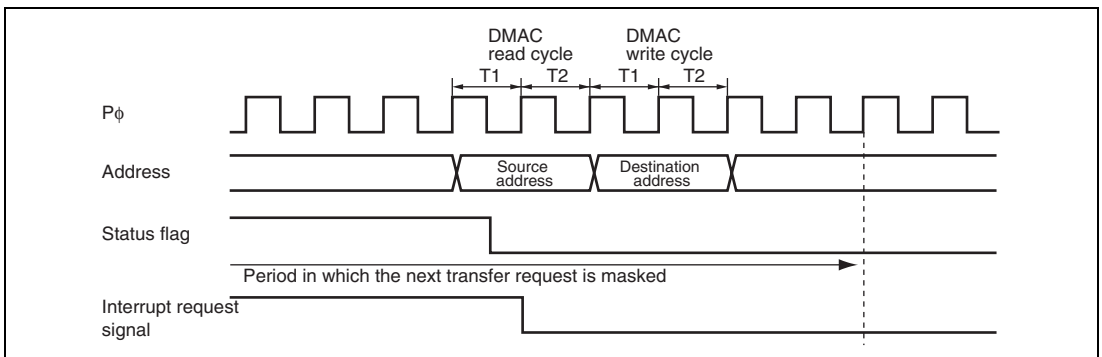 DMAC
read cycle
DMAC
write cycle
T1 T2 T1 T2
Pϕ
Address
Source
address
Destination
address
Status flag
Period in which the next transfer request is masked
Interrupt request
signal